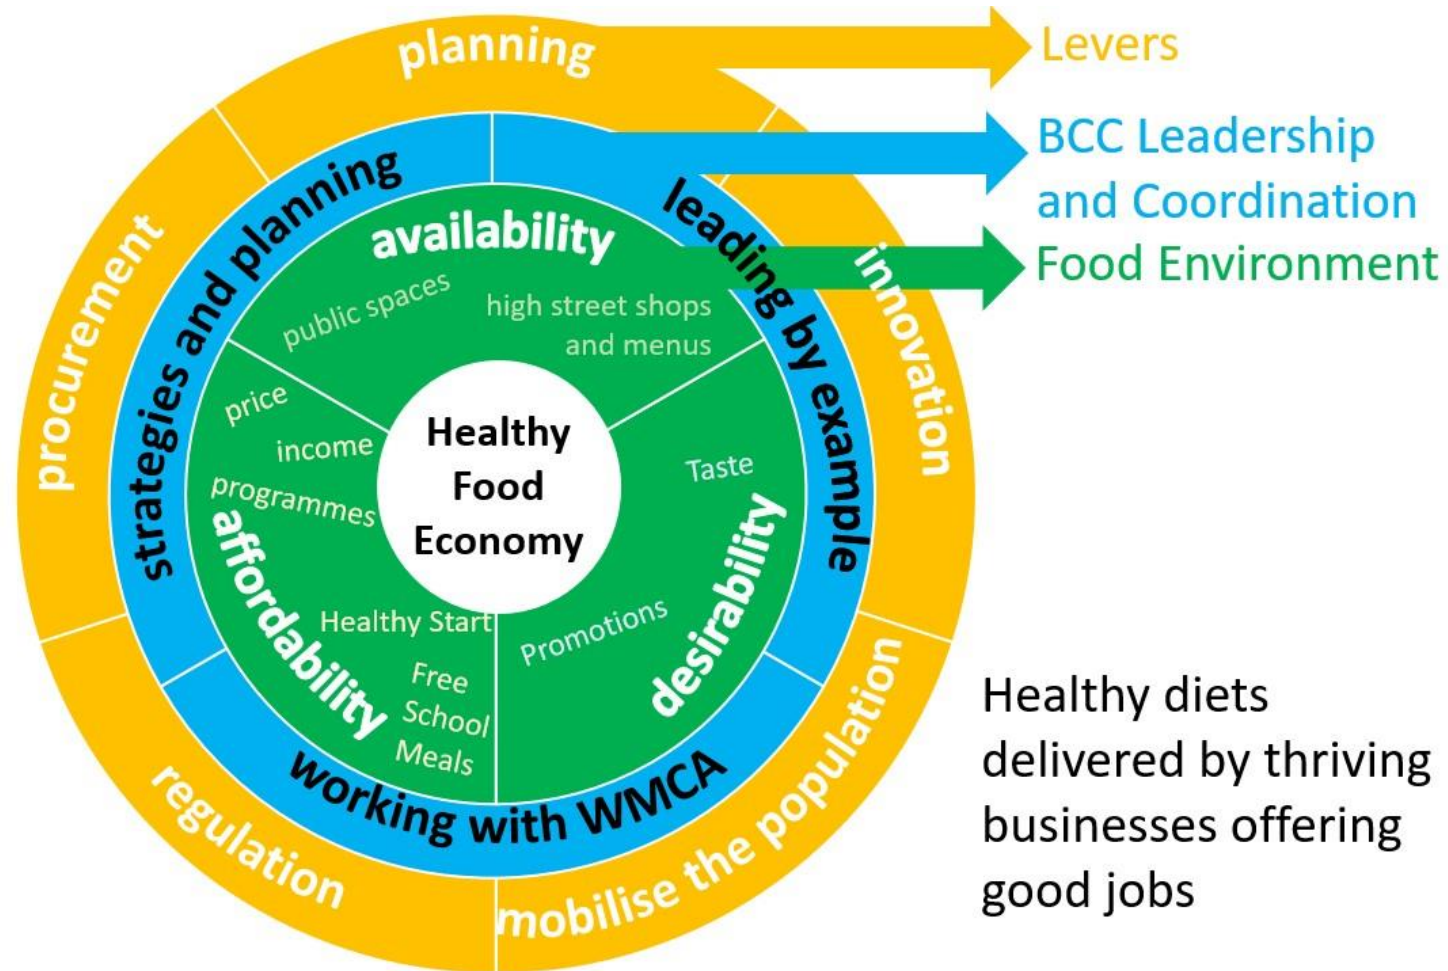 planning
Levers
BCC Leadership
and Coordination
Food Environment
procurement
innovation
mobilise the population
regulation
strategies and planning
leading by example
working with WMCA
availability
public spaces
high street shops
and menus
price
income
programmes
affordability
Healthy Start
Free
School
Meals
Taste
desirability
Promotions
Healthy
Food
Economy
Healthy diets
delivered by thriving
businesses offering
good jobs